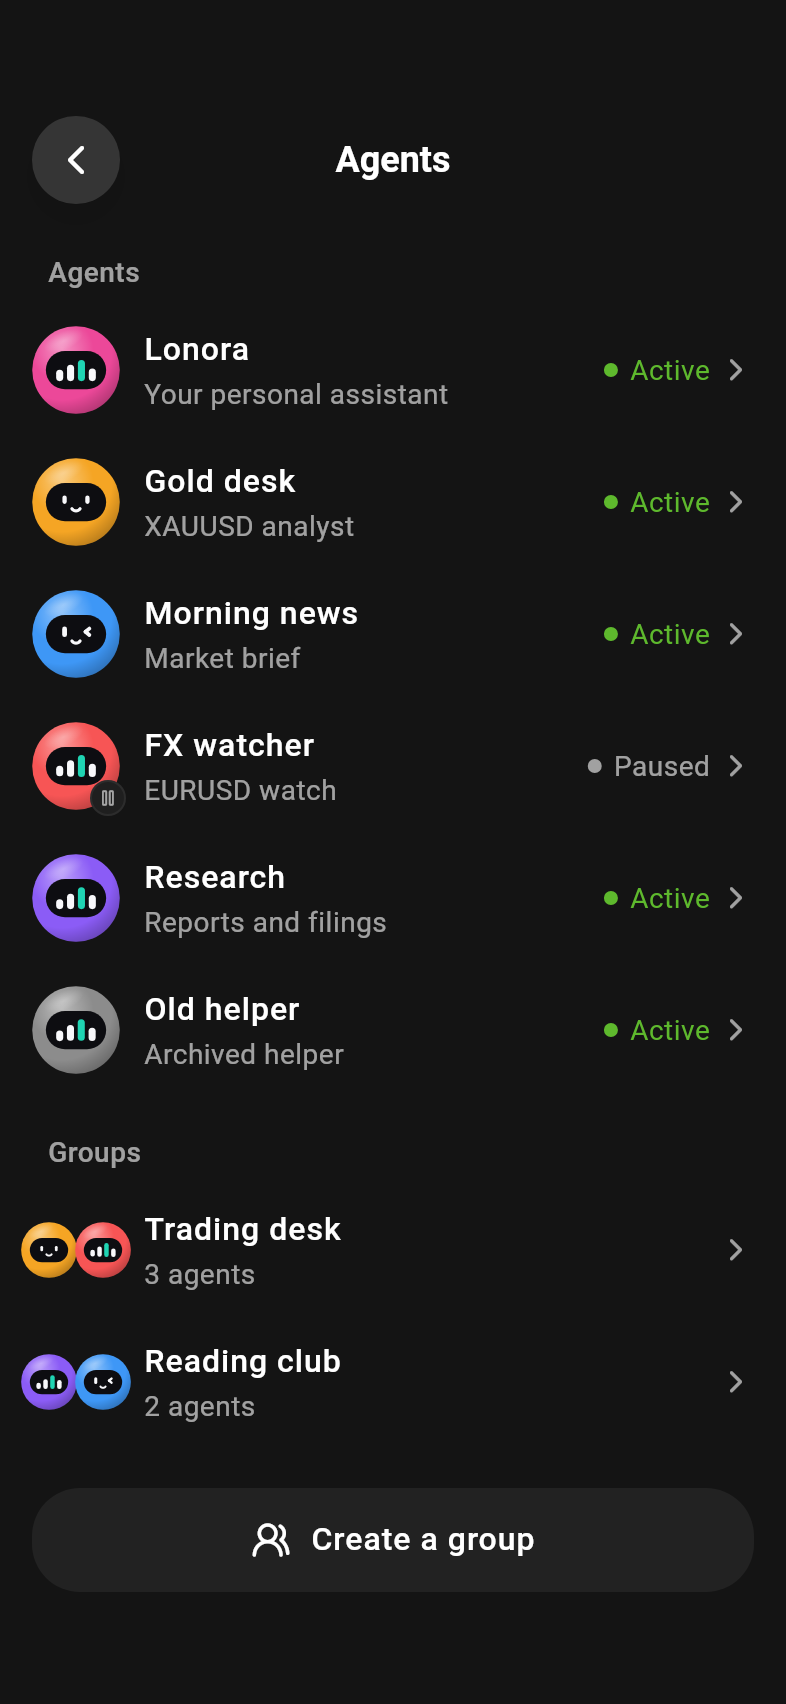 Agents
Agents
Lonora
Your personal assistant
Active
Gold desk
XAUUSD analyst
Active
Morning news
Market brief
Active
FX watcher
EURUSD watch
Paused
Research
Reports and filings
Active
Old helper
Archived helper
Active
Groups
Trading desk
3 agents
Reading club
2 agents
Create a group